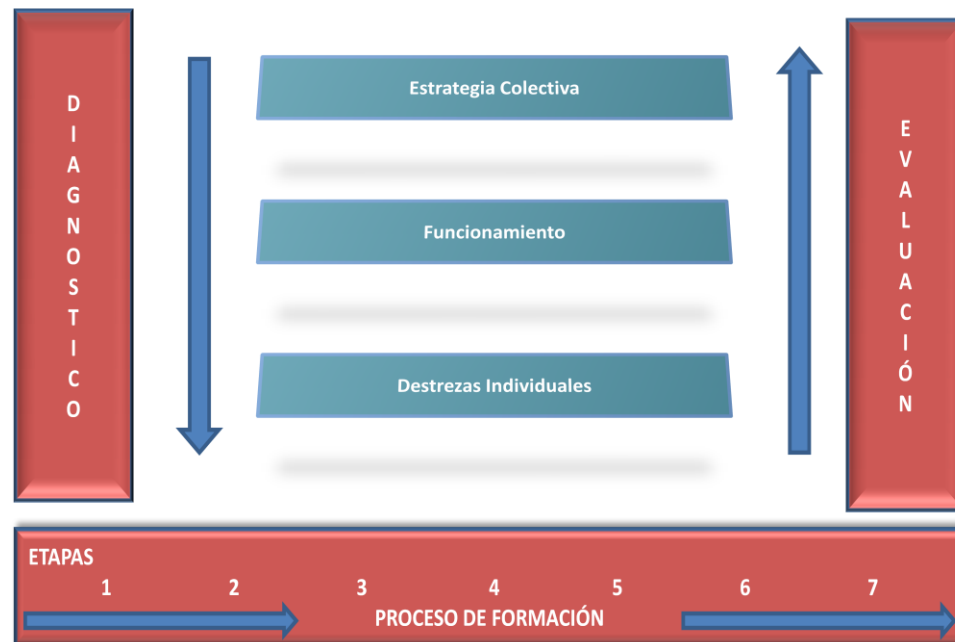 DIAGNOSTICO
Estrategia Colectiva
Funcionamiento
Destrezas Individuales
EVALUACIÓN
ETAPAS
1 2 3 4 5 6 7
PROCESO DE FORMACIÓN